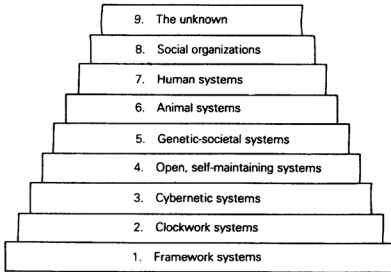 9. The unknown
8. Social organizations
7. Human systems
6. Animal systems
5. Genetic-societal systems
4. Open, self-maintaining systems
3. Cybernetic systems
2. Clockwork systems
1. Framework systems